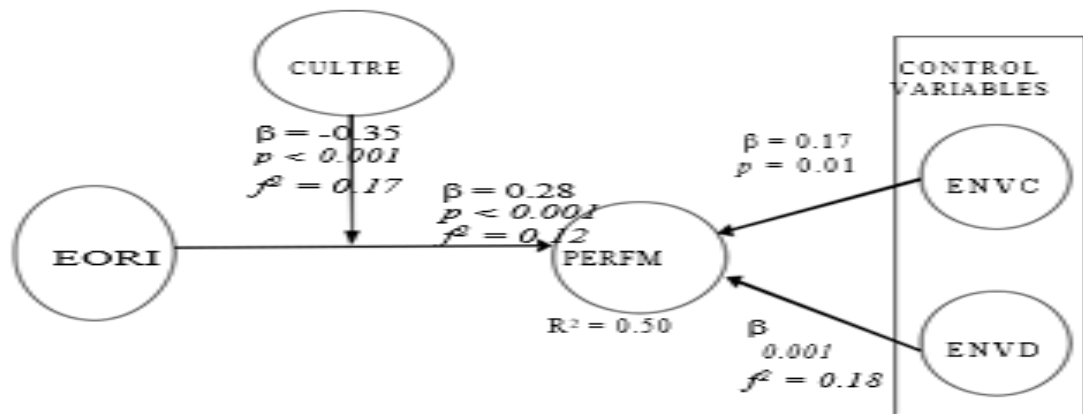 CULTRE
CONTROL
VARIABLES
β = -0.35
p < 0.001
f² = 0.17
β = 0.17
p = 0.01
ENVC
β = 0.28
p < 0.001
f² = 0.12
EORI
PERFM
R² = 0.50
β
0.001
f² = 0.18
ENVD